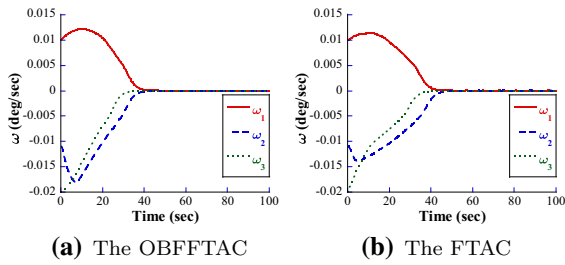 0.015
0.01
0.005
0
-0.005
-0.01
-0.015
-0.02
ω (deg/sec)
ω1
ω2
ω3
0 20 40 60 80 100
Time (sec)
(a) The OBFFTAC
0.015
0.01
0.005
0
-0.005
-0.01
-0.015
-0.02
ω (deg/sec)
ω1
ω2
ω3
0 20 40 60 80 100
Time (sec)
(b) The FTAC